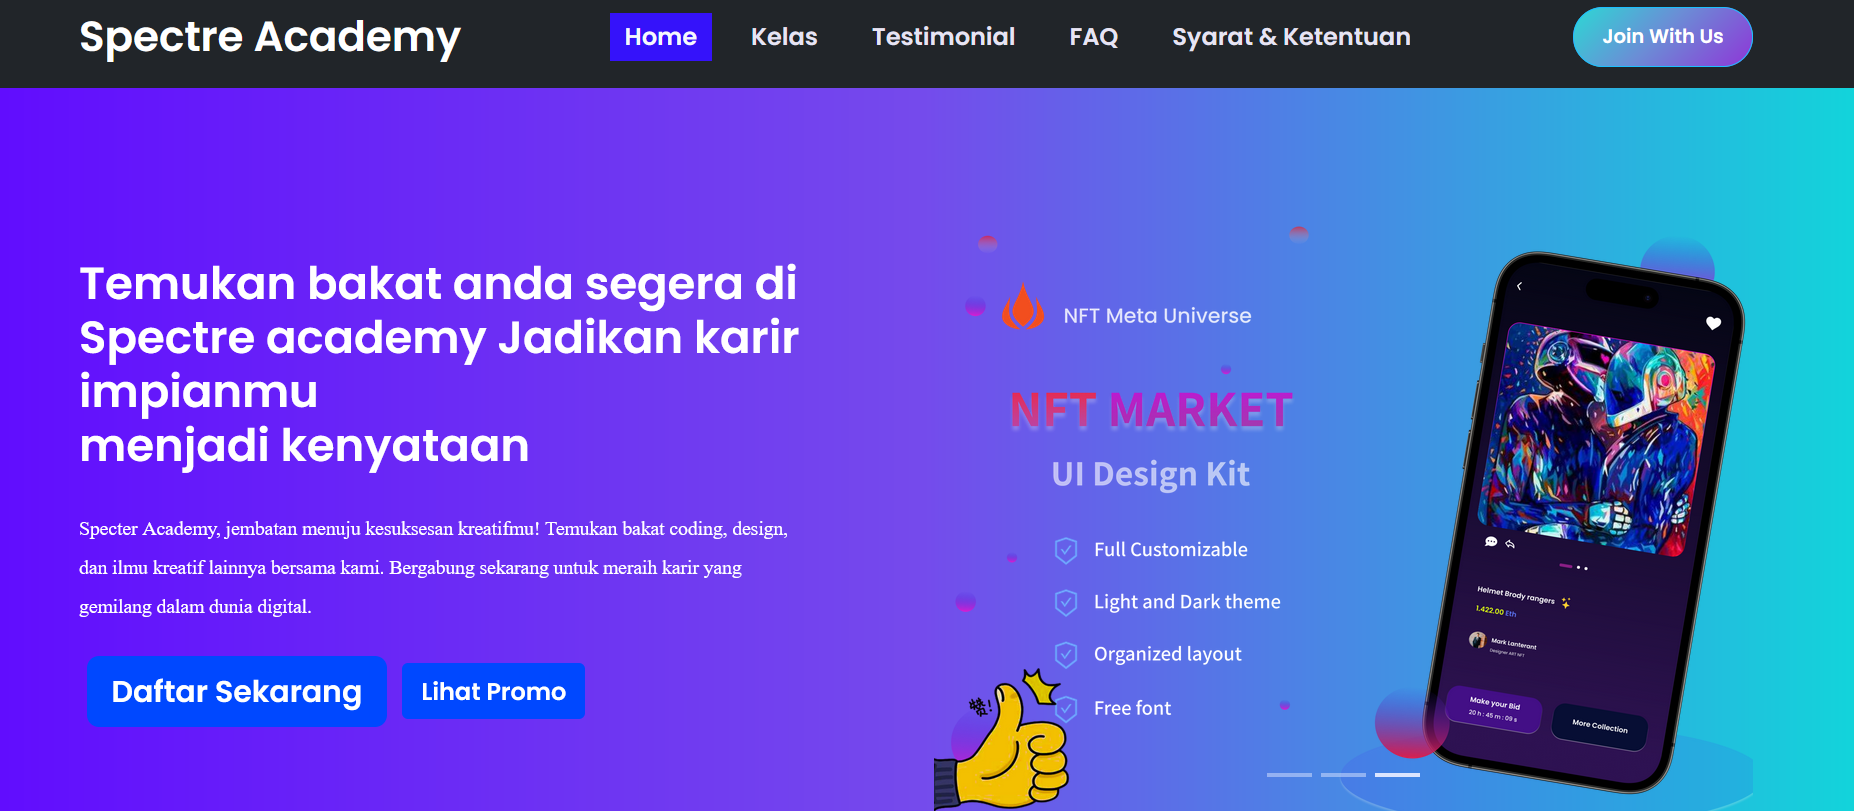 Spectre Academy
Home
Kelas
Testimonial
FAQ
Syarat & Ketentuan
Join With Us
Temukan bakat anda segera di
Spectre academy Jadikan karir
impianmu
menjadi kenyataan
Specter Academy, jembatan menuju kesuksesan kreatifmu! Temukan bakat coding, design,
dan ilmu kreatif lainnya bersama kami. Bergabung sekarang untuk meraih karir yang
gemilang dalam dunia digital.
Daftar Sekarang
Lihat Promo
NFT Meta Universe
NFT MARKET
UI Design Kit
Full Customizable
Light and Dark theme
Organized layout
Free font
赞!
Helmet Brody rangers
1.422.00 Eth
Mark Lanterant
Designer ART NFT
Make your Bid
20 h : 45 m : 09 s
More Collection